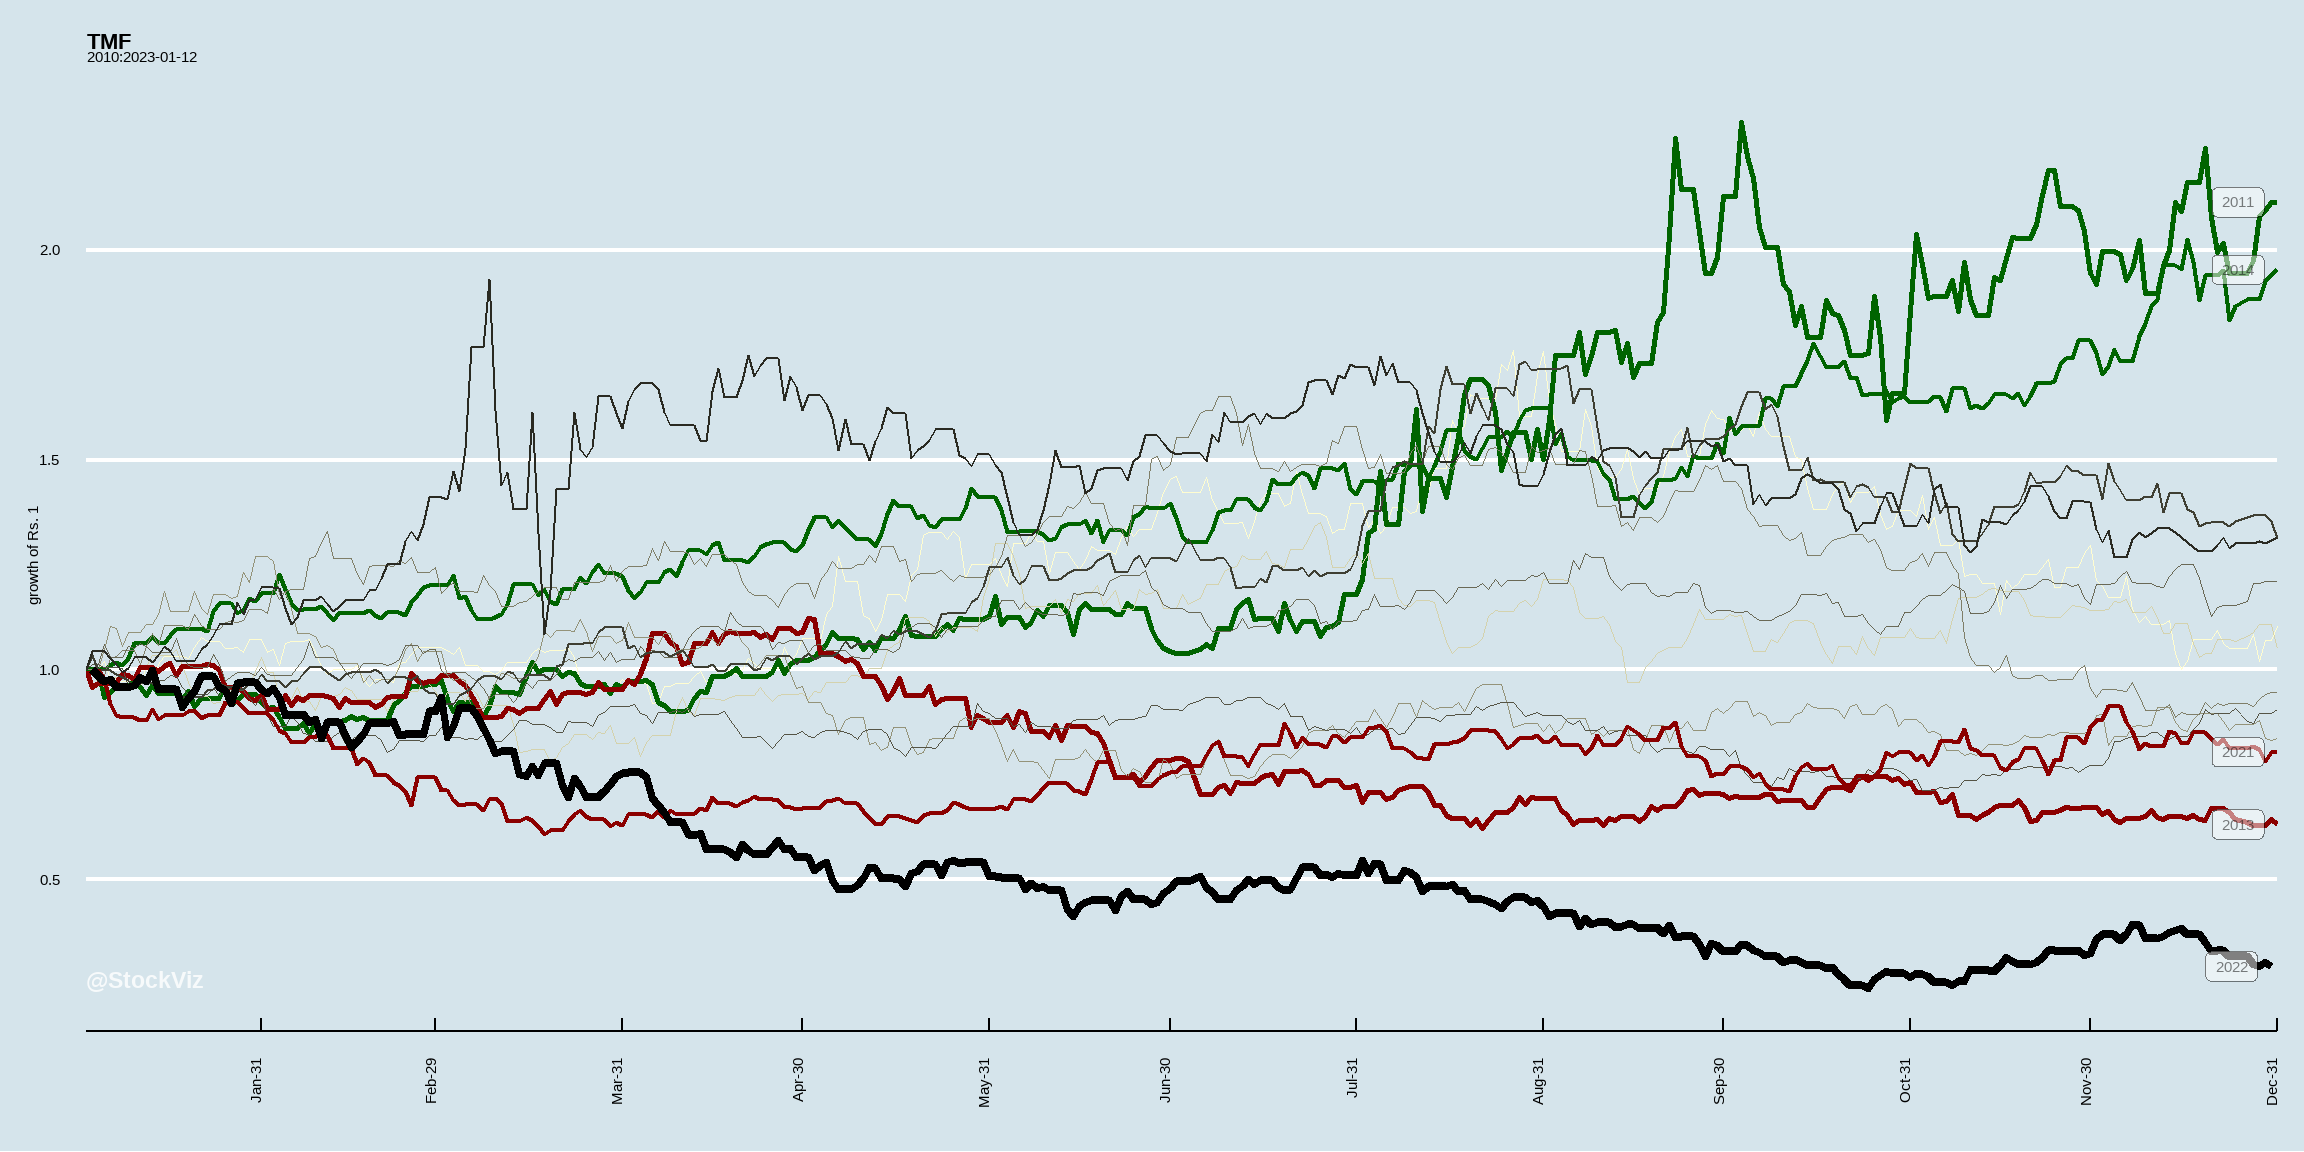 TMF
2010:2023-01-12
2011
2.0
2014
1.5
growth of Rs. 1
1.0
2021
2013
0.5
2022
@StockViz
Jan-31
Feb-29
Mar-31
Apr-30
May-31
Jun-30
Jul-31
Aug-31
Sep-30
Oct-31
Nov-30
Dec-31